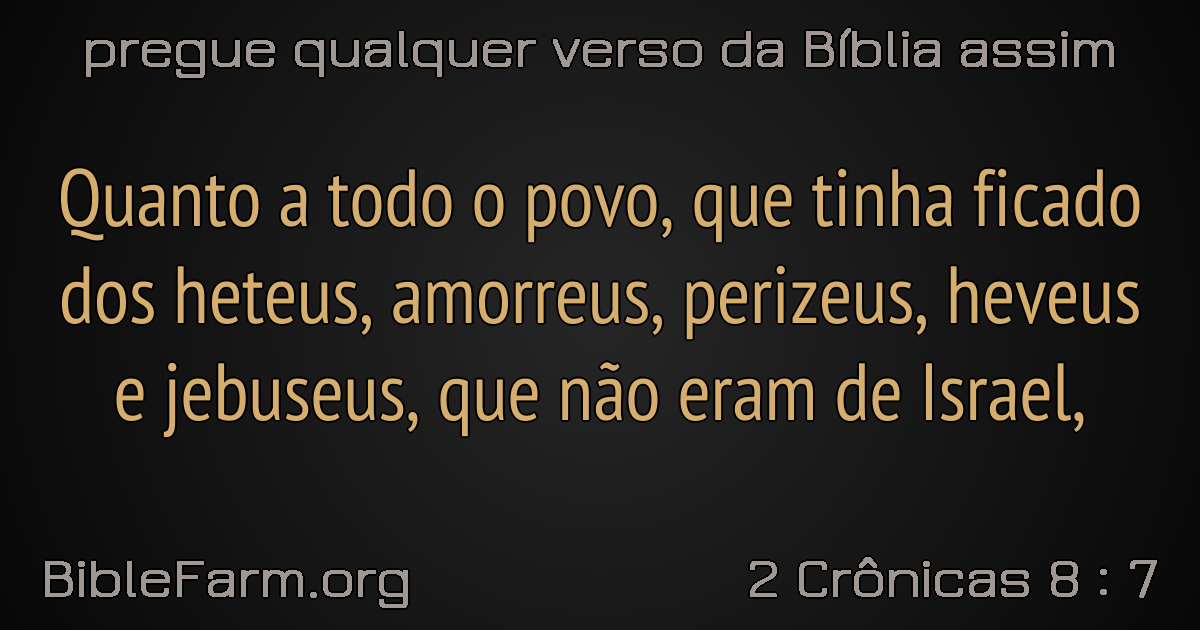 pregue qualquer verso da Bíblia assim
Quanto a todo o povo, que tinha ficado
dos heteus, amorreus, perizeus, heveus
e jebuseus, que não eram de Israel,
BibleFarm.org
2 Crônicas 8 : 7